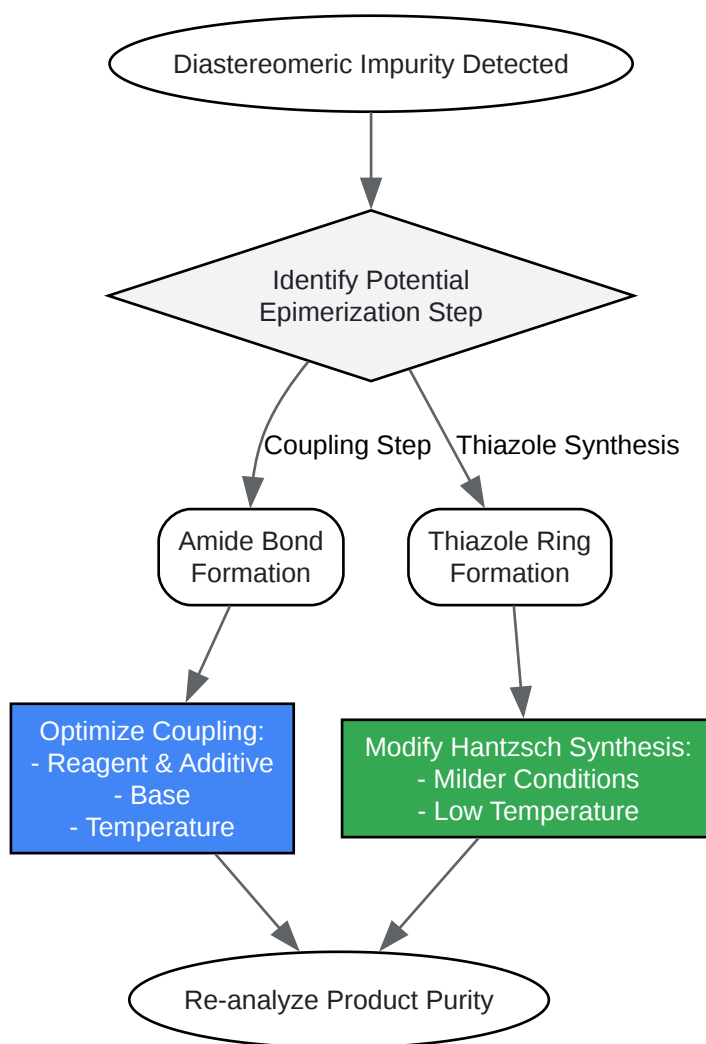 Diastereomeric Impurity Detected
Identify Potential
Epimerization Step
Coupling Step
Thiazole Synthesis
Amide Bond
Formation
Thiazole Ring
Formation
Optimize Coupling:
- Reagent & Additive
- Base
- Temperature
Modify Hantzsch Synthesis:
- Milder Conditions
- Low Temperature
Re-analyze Product Purity